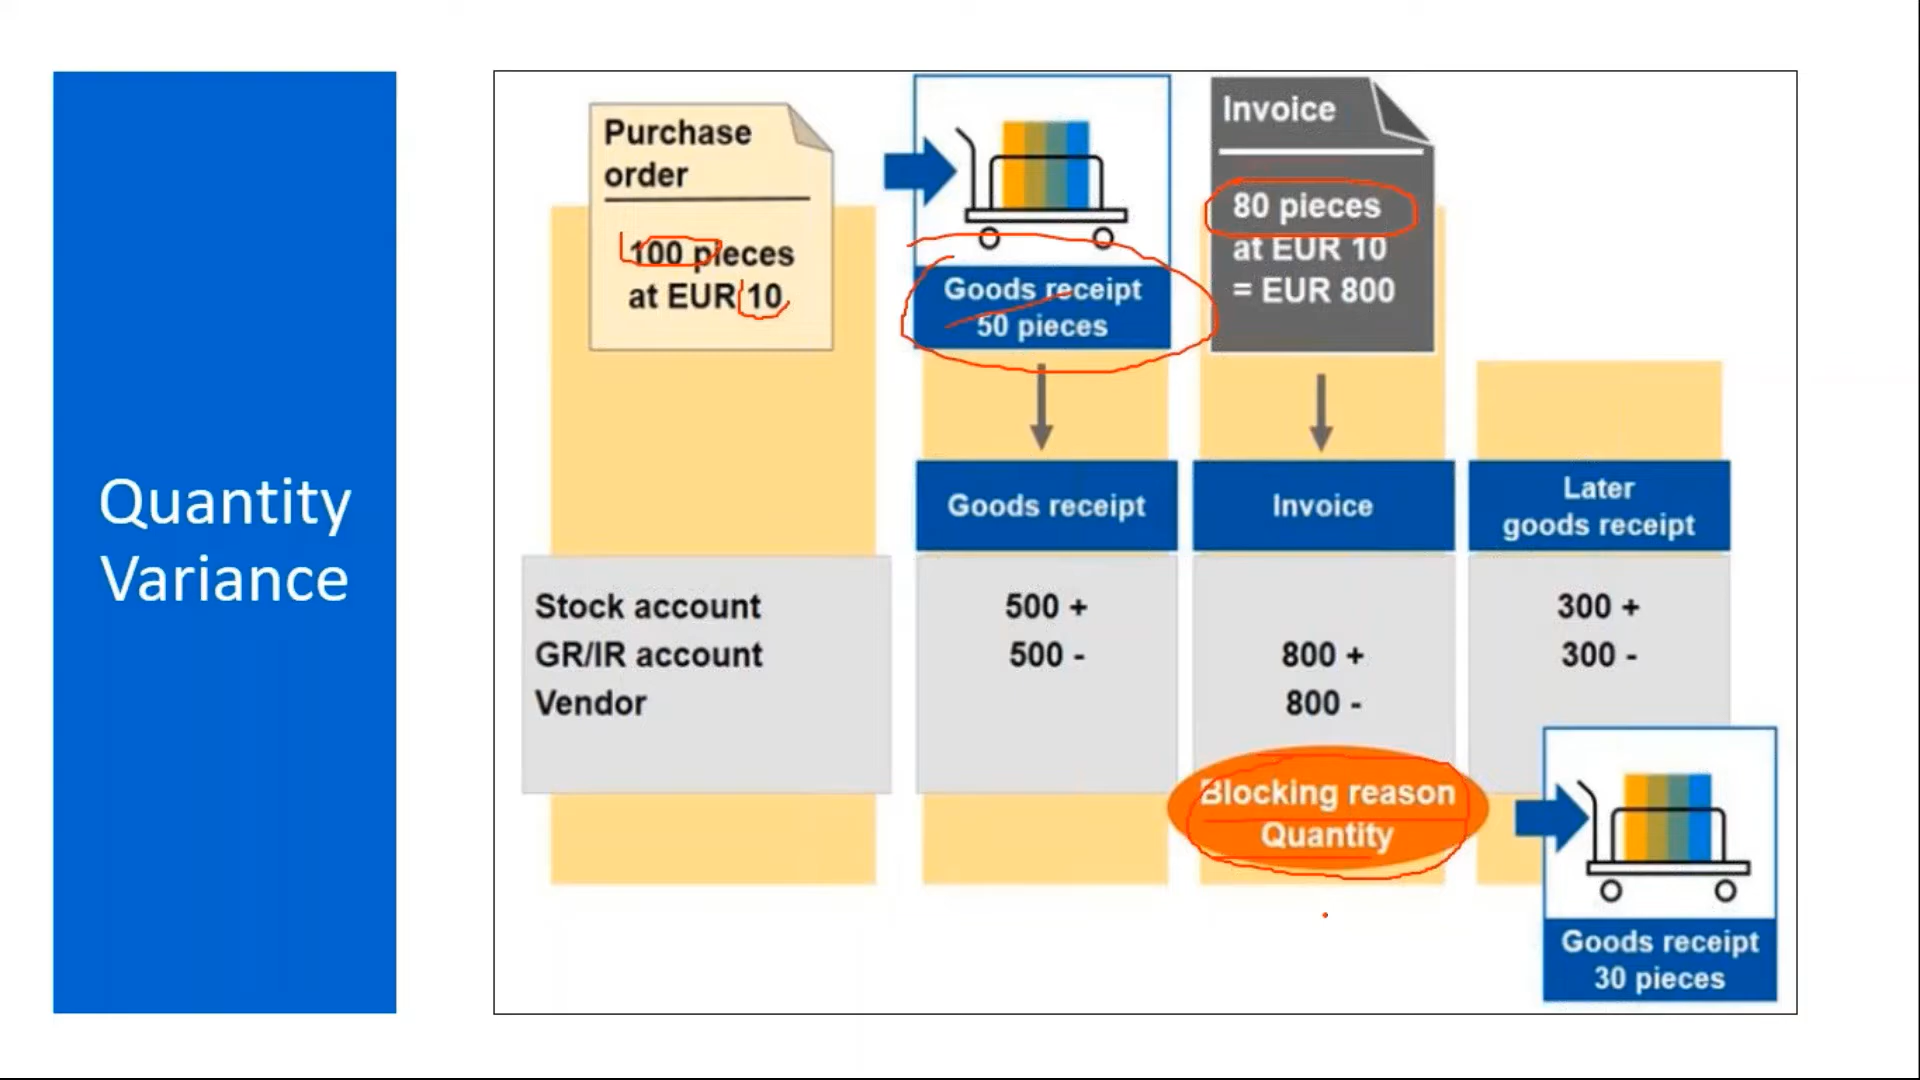 Quantity
Variance
Purchase
order
100 pieces
at EUR 10
Goods receipt
50 pieces
Invoice
80 pieces
at EUR 10
= EUR 800
Goods receipt
Invoice
Later
goods receipt
Stock account
500 +
300 +
GR/IR account
500 -
800 +
300 -
Vendor
800 -
Blocking reason
Quantity
Goods receipt
30 pieces